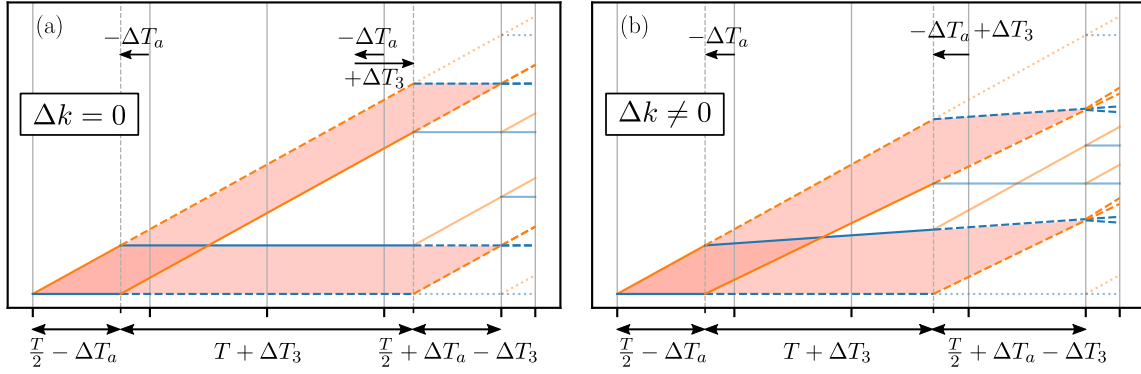 (a)
−ΔT_a
−ΔT_a
+ΔT_3
Δk = 0
T/2 − ΔT_a
T + ΔT_3
T/2 + ΔT_a − ΔT_3
(b)
−ΔT_a
−ΔT_a + ΔT_3
Δk ≠ 0
T/2 − ΔT_a
T + ΔT_3
T/2 + ΔT_a − ΔT_3